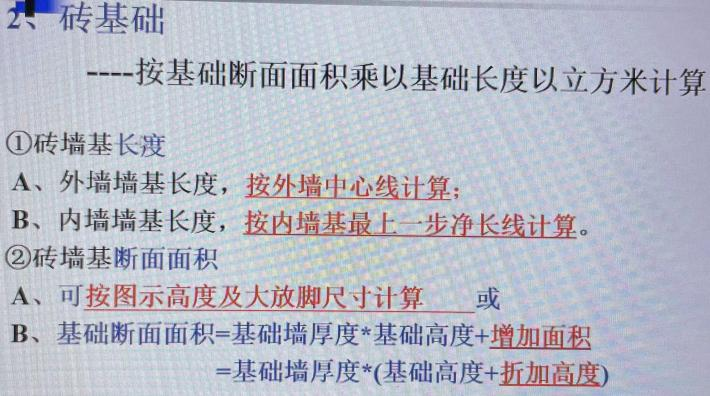 2、砖基础
----按基础断面面积乘以基础长度以立方米计算
①砖墙基长度
A、外墙墙基长度，按外墙中心线计算；
B、内墙墙基长度，按内墙基最上一步净长线计算。
②砖墙基断面面积
A、可按图示高度及大放脚尺寸计算 或
B、基础断面面积=基础墙厚度*基础高度+增加面积
=基础墙厚度*(基础高度+折加高度)